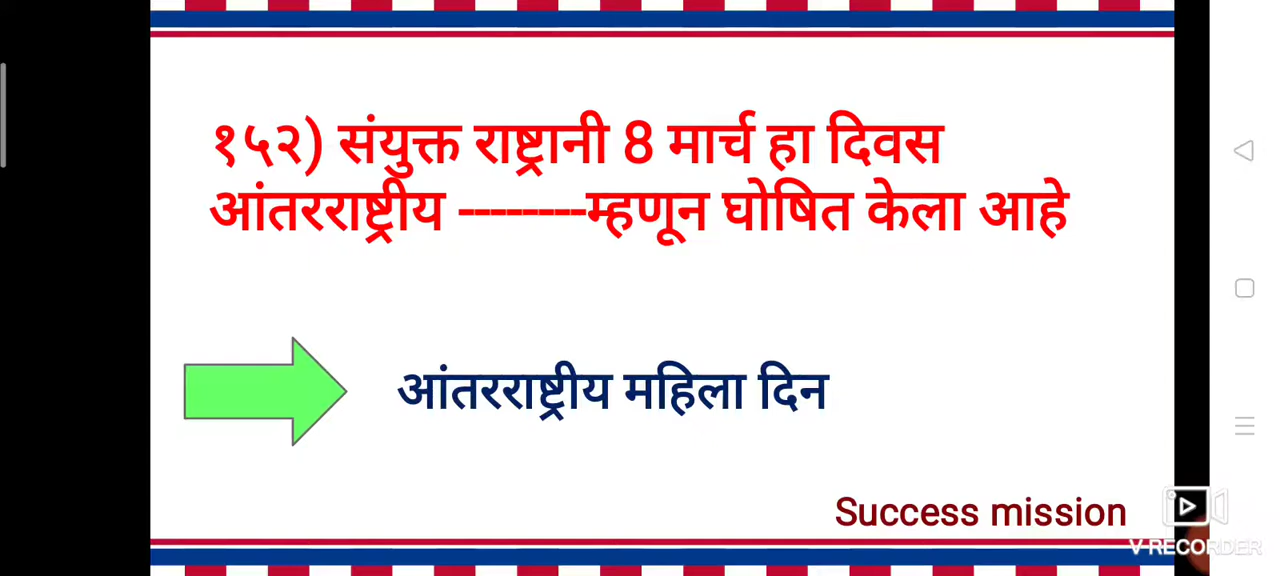 १५२) संयुक्त राष्ट्रानी 8 मार्च हा दिवस
आंतरराष्ट्रीय --------म्हणून घोषित केला आहे
आंतरराष्ट्रीय महिला दिन
Success mission
V RECORDER